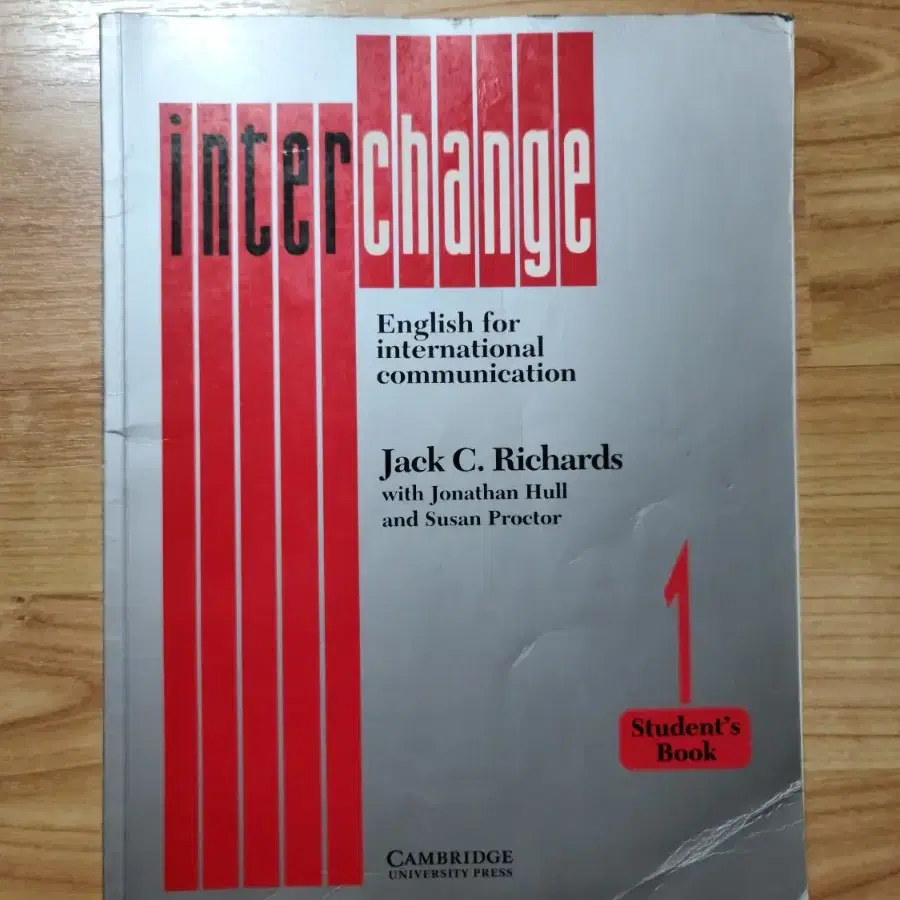 interchange
English for
international
communication
Jack C. Richards
with Jonathan Hull
and Susan Proctor
1
Student's
Book
CAMBRIDGE
UNIVERSITY PRESS